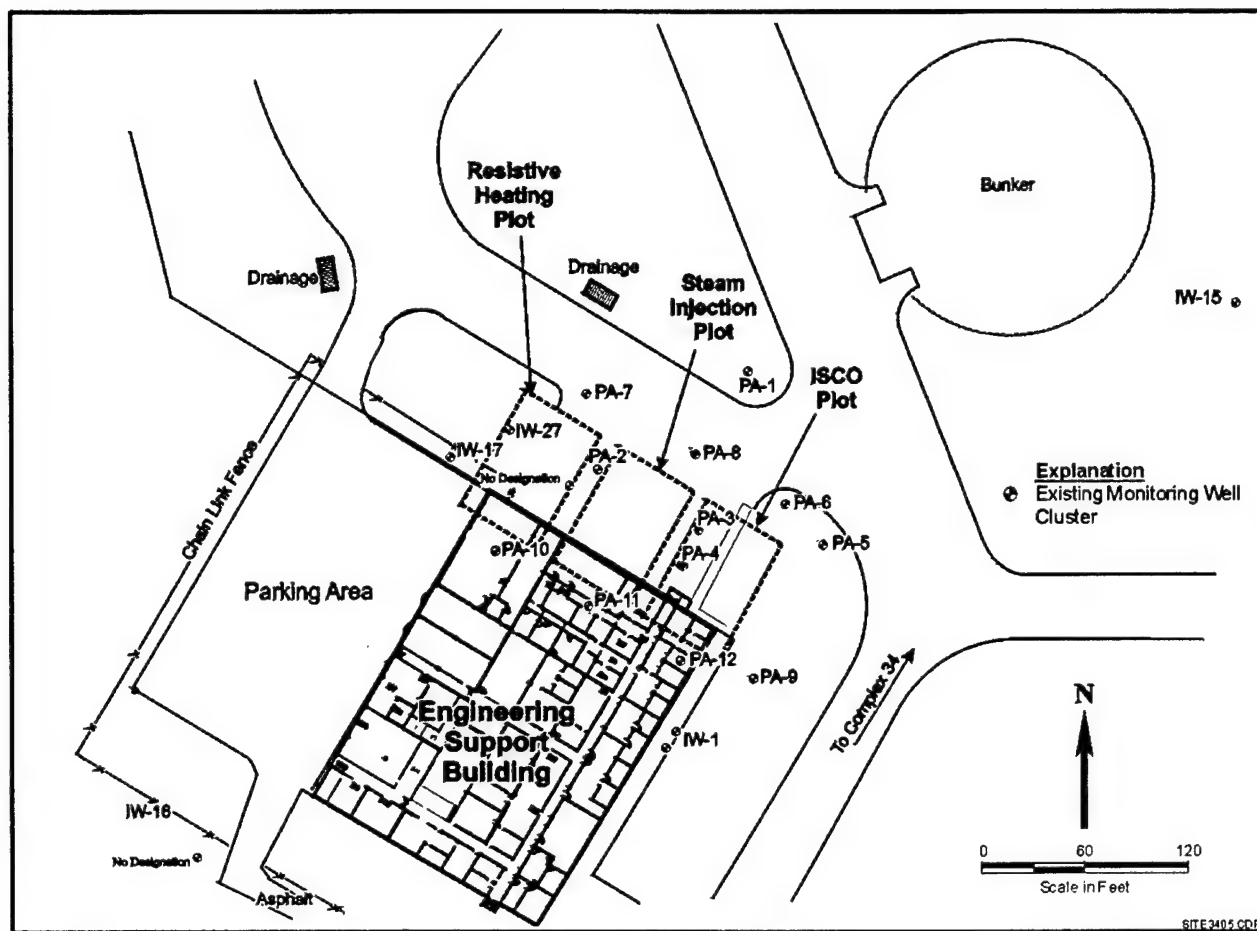 Resistive
Heating
Plot
Bunker
Drainage
Drainage
Steam
Injection
Plot
IW-15
PA-1
ISCO
Plot
PA-7
IW-27
IW-17
PA-2
PA-8
No Designation
Explanation
Existing Monitoring Well
Cluster
PA-3
PA-6
PA-4
PA-5
PA-10
Chain Link Fence
Parking Area
PA-11
PA-12
PA-9
Engineering
Support
Building
IW-1
To Complex 34
N
IW-16
No Designation
Asphalt
0 60 120
Scale in Feet
SITE3405.CDR